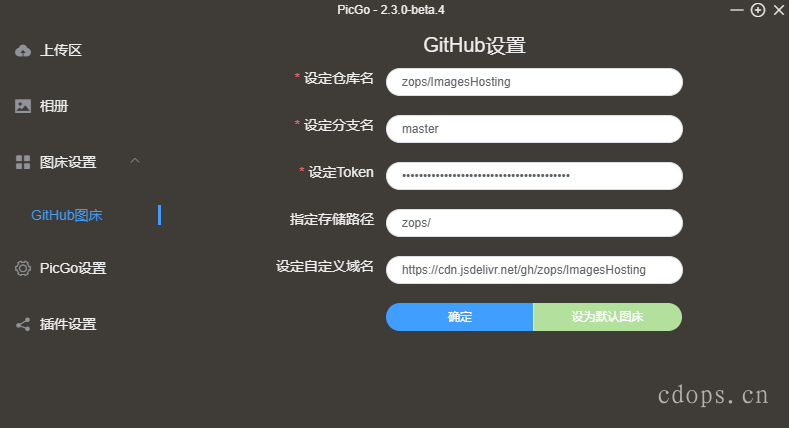 PicGo - 2.3.0-beta.4
上传区
相册
图床设置
GitHub图床
PicGo设置
插件设置
GitHub设置
* 设定仓库名 zops/ImagesHosting
* 设定分支名 master
* 设定Token ••••••••••••••••••••••••••••••••••••••••
指定存储路径 zops/
设定自定义域名 https://cdn.jsdelivr.net/gh/zops/ImagesHosting
确定 设为默认图床
cdops.cn